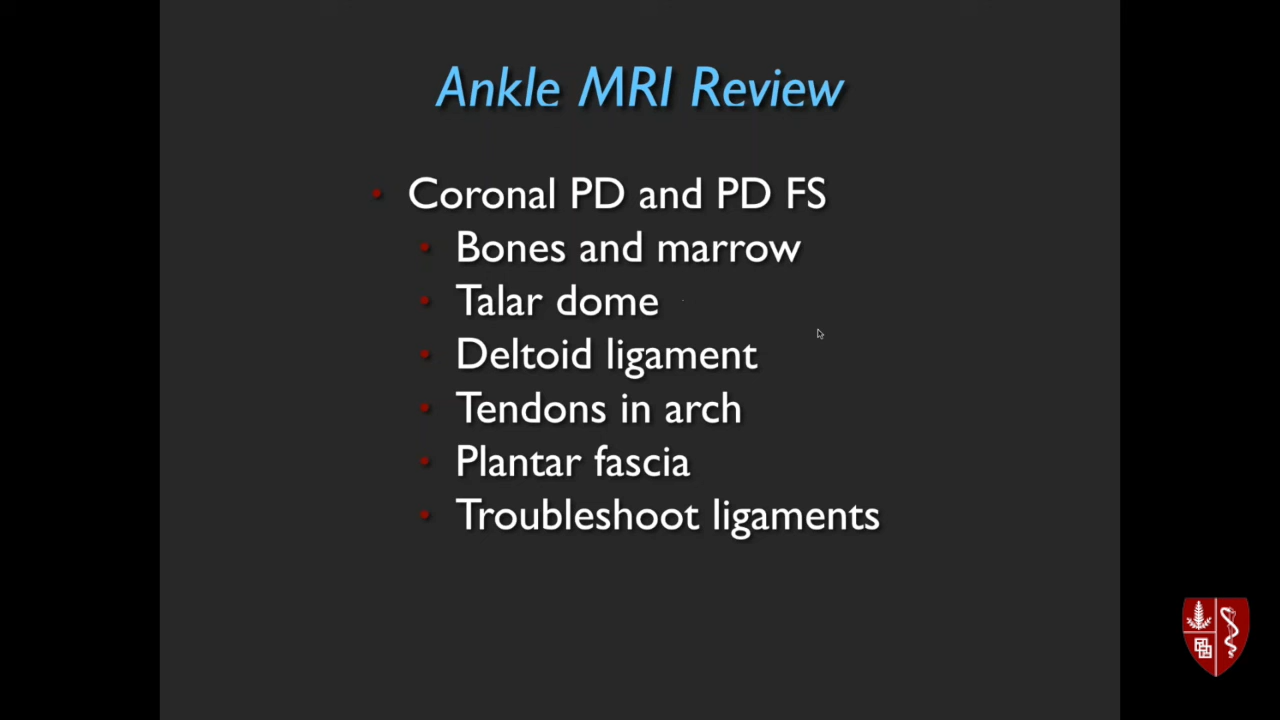 Ankle MRI Review
• Coronal PD and PD FS
• Bones and marrow
• Talar dome
• Deltoid ligament
• Tendons in arch
• Plantar fascia
• Troubleshoot ligaments